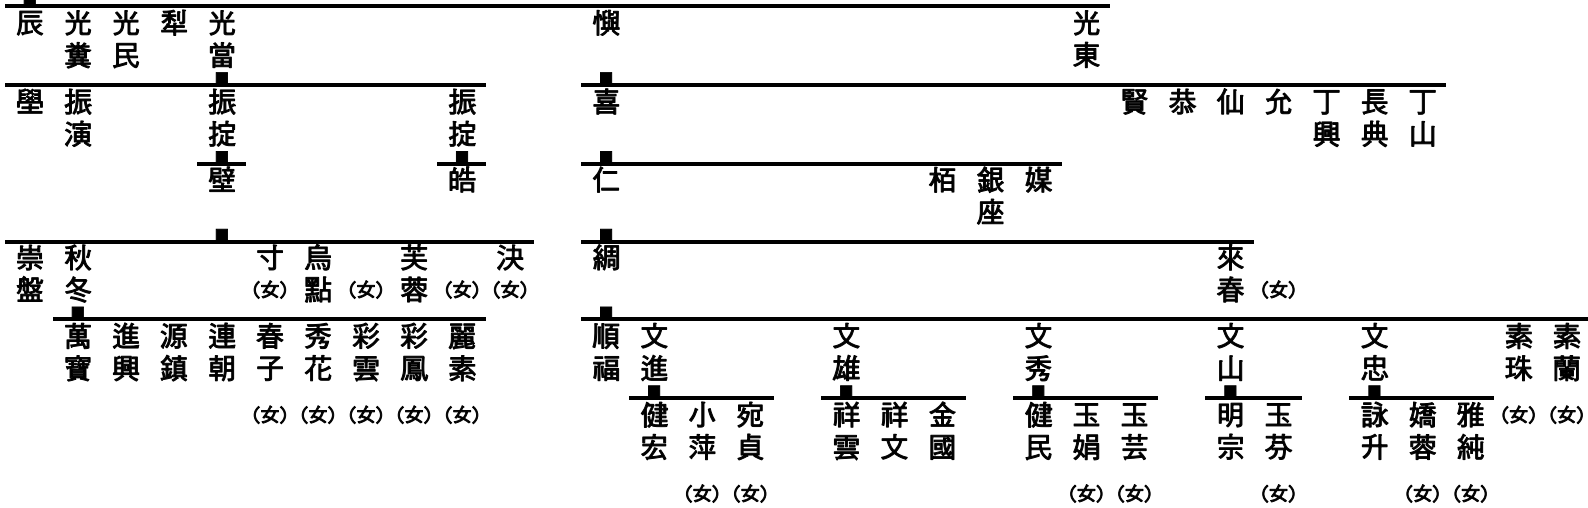 辰 光糞 光民 犁 光當 懙 光東
壆 振演 振掟 振掟 喜 賢 恭 仙 允 丁興 長典 丁山
壁 皓 仁 栢 銀座 媒
崇盤 秋冬 寸（女） 烏點 （女） 芙蓉 （女） 決（女） 綢 來春 （女）
萬寶 進興 源鎮 連朝 春子（女） 秀花（女） 彩雲（女） 彩鳳（女） 麗素（女） 順福 文進 文雄 文秀 文山 文忠 素珠（女） 素蘭（女）
健宏 小萍（女） 宛貞（女） 祥雲 祥文 金國 健民 玉娟（女） 玉芸（女） 明宗 玉芬（女） 詠升 嬌蓉（女） 雅純（女）